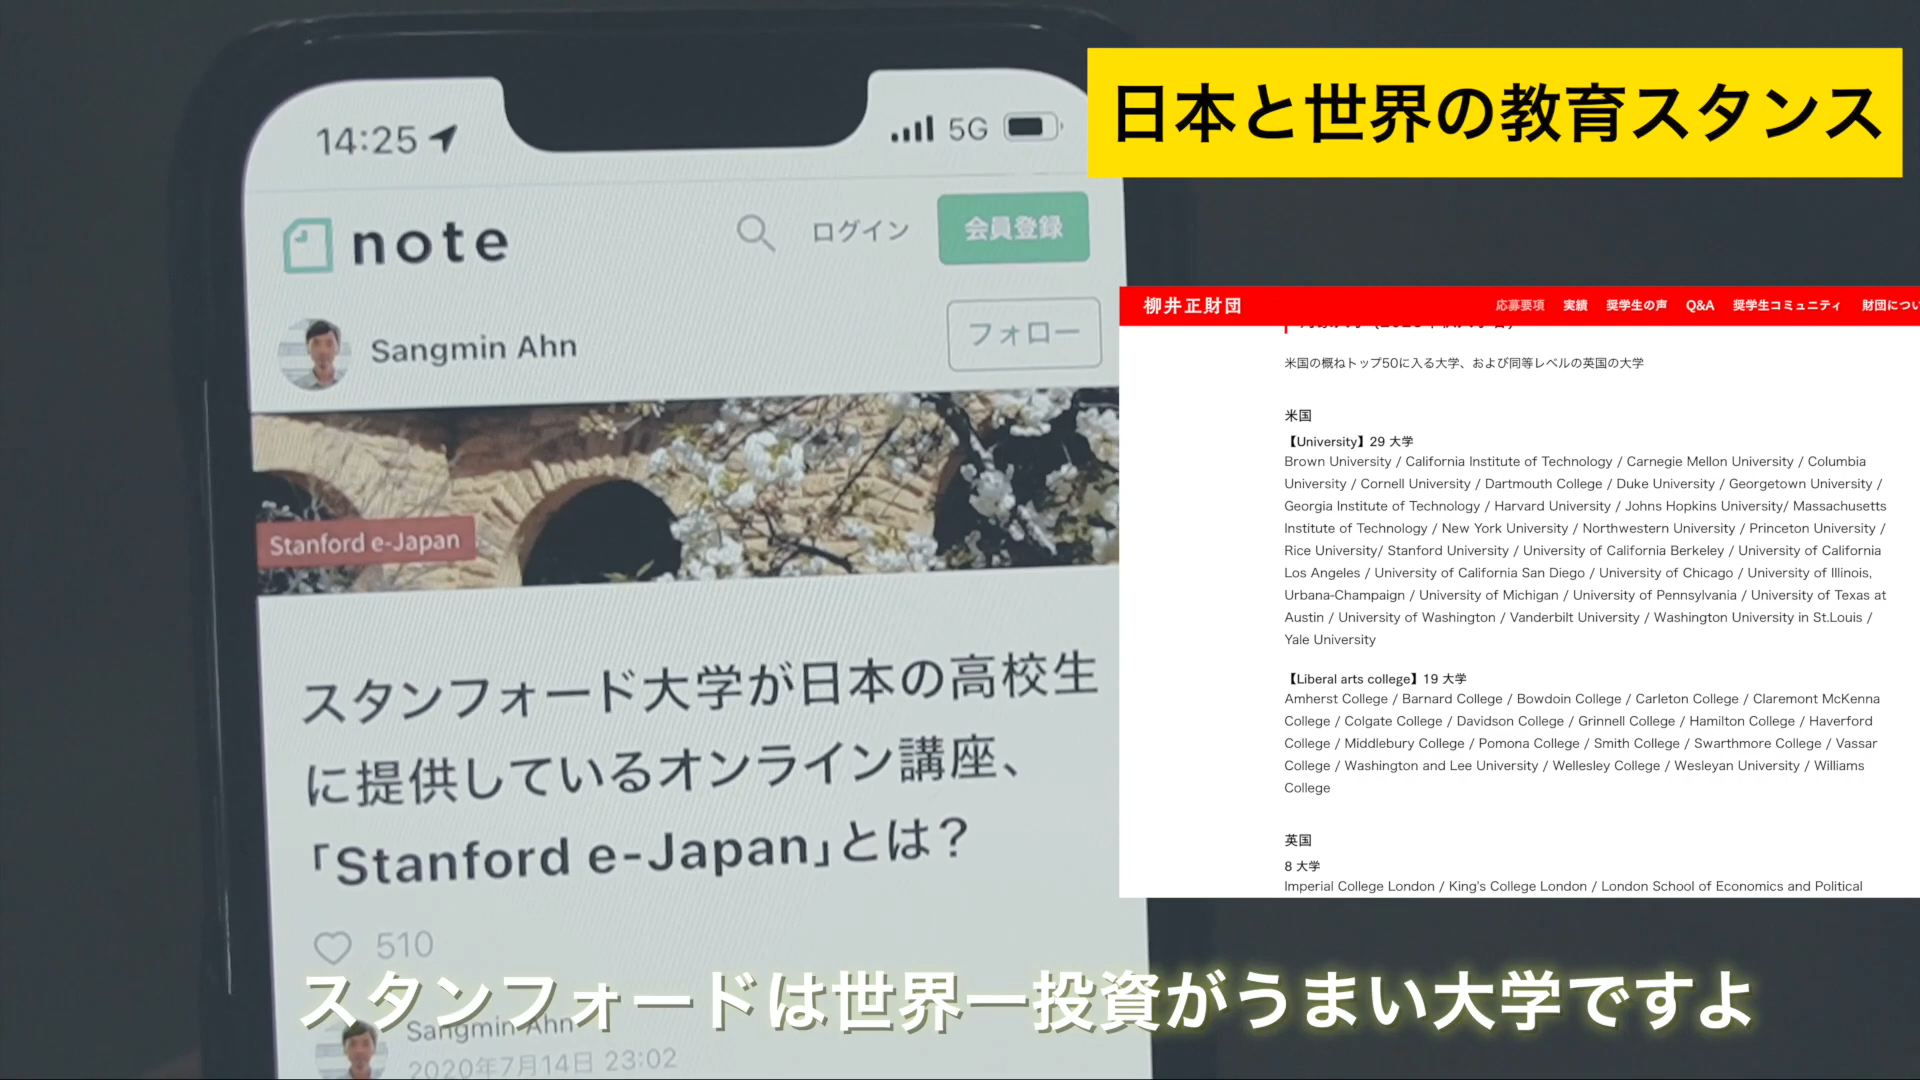 日本と世界の教育スタンス
14:25
5G
note
ログイン
会員登録
Sangmin Ahn
フォロー
Stanford e-Japan
スタンフォード大学が日本の高校生
に提供しているオンライン講座、
「Stanford e-Japan」とは？
510
Sangmin Ahn
2020年7月14日 23:02
柳井正財団
応募要項 実績 奨学生の声 Q&A 奨学生コミュニティ 財団につい
米国の概ねトップ50に入る大学、および同等レベルの英国の大学
米国
【University】29 大学
Brown University / California Institute of Technology / Carnegie Mellon University / Columbia
University / Cornell University / Dartmouth College / Duke University / Georgetown University /
Georgia Institute of Technology / Harvard University / Johns Hopkins University/ Massachusetts
Institute of Technology / New York University / Northwestern University / Princeton University /
Rice University/ Stanford University / University of California Berkeley / University of California
Los Angeles / University of California San Diego / University of Chicago / University of Illinois,
Urbana-Champaign / University of Michigan / University of Pennsylvania / University of Texas at
Austin / University of Washington / Vanderbilt University / Washington University in St.Louis /
Yale University
【Liberal arts college】19 大学
Amherst College / Barnard College / Bowdoin College / Carleton College / Claremont McKenna
College / Colgate College / Davidson College / Grinnell College / Hamilton College / Haverford
College / Middlebury College / Pomona College / Smith College / Swarthmore College / Vassar
College / Washington and Lee University / Wellesley College / Wesleyan University / Williams
College
英国
8 大学
Imperial College London / King's College London / London School of Economics and Political
スタンフォードは世界一投資がうまい大学ですよ